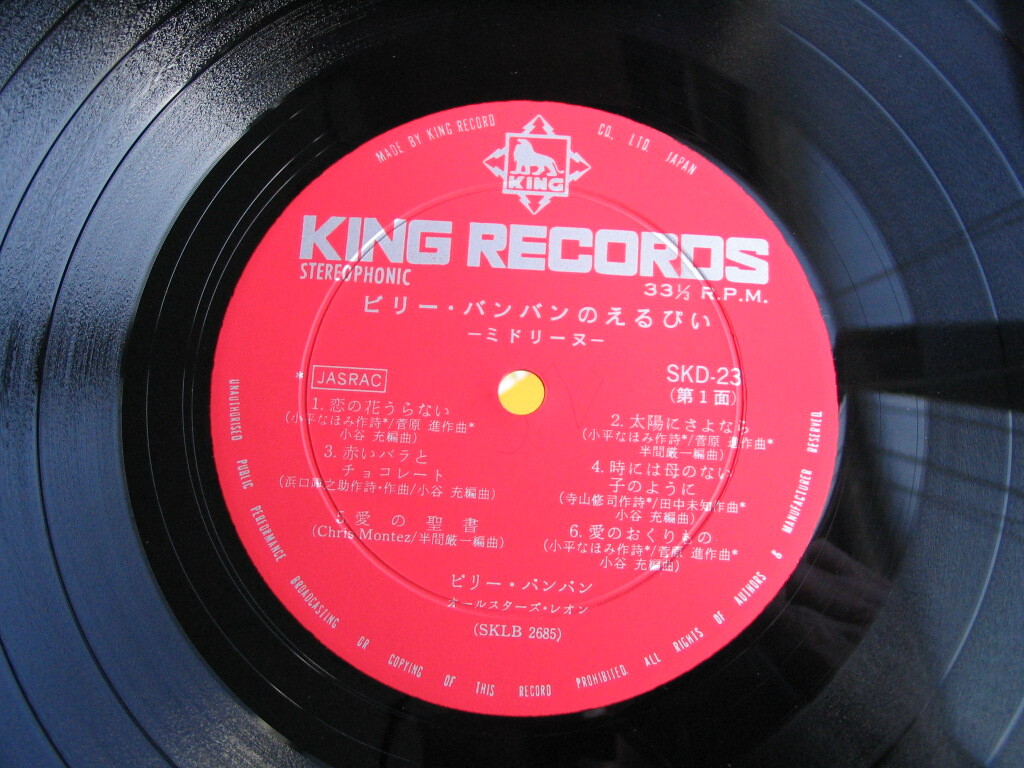 MADE BY KING RECORD CO., LTD. JAPAN
KING
KING RECORDS
STEREOPHONIC
33⅓ R.P.M.
ビリー・バンバンのえるぴい
−ミドリーヌ−
* JASRAC
SKD-23
(第1面)
1. 恋の花うらない
(小平なほみ作詩*/菅原 進作曲*
小谷 充編曲)
2. 太陽にさよなら
(小平なほみ作詩*/菅原 進作曲*
半間厳一編曲)
3. 赤いバラと
チョコレート
(浜口庫之助作詩・作曲/小谷 充編曲)
4. 時には母のない
子のように
(寺山修司作詩*/田中未知作曲*
小谷 充編曲)
5. 愛の聖書
(Chris Montez/半間厳一編曲)
6. 愛のおくりもの
(小平なほみ作詩*/菅原 進作曲*
小谷 充編曲)
ビリー・バンバン
オールスターズ・レオン
(SKLB 2685)
UNAUTHORISED PUBLIC PERFORMANCE BROADCASTING OR COPYING OF THIS RECORD PROHIBITED. ALL RIGHTS OF AUTHORS & MANUFACTURER RESERVED.